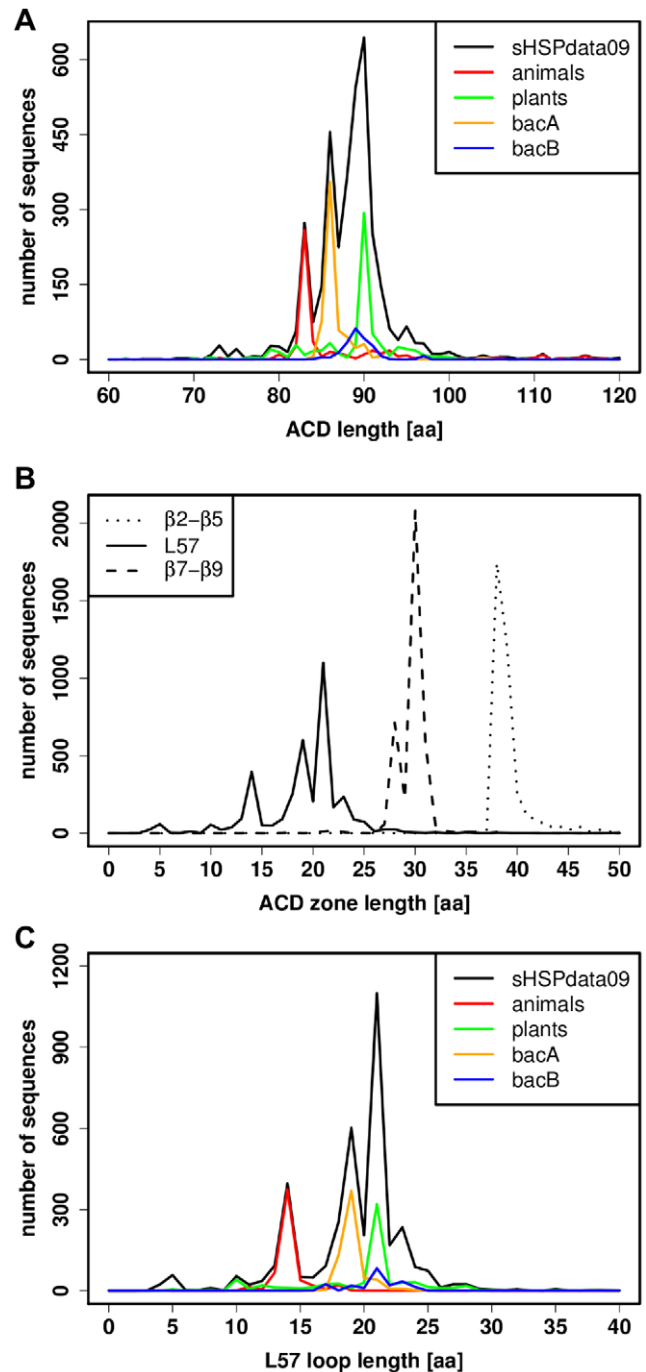 A
number of sequences
600
450
300
150
0
sHSPdata09
animals
plants
bacA
bacB
60 70 80 90 100 110 120
ACD length [aa]
B
number of sequences
2000
1500
1000
500
0
β2−β5
L57
β7−β9
0 5 10 15 20 25 30 35 40 45 50
ACD zone length [aa]
C
number of sequences
1200
900
600
300
0
sHSPdata09
animals
plants
bacA
bacB
0 5 10 15 20 25 30 35 40
L57 loop length [aa]